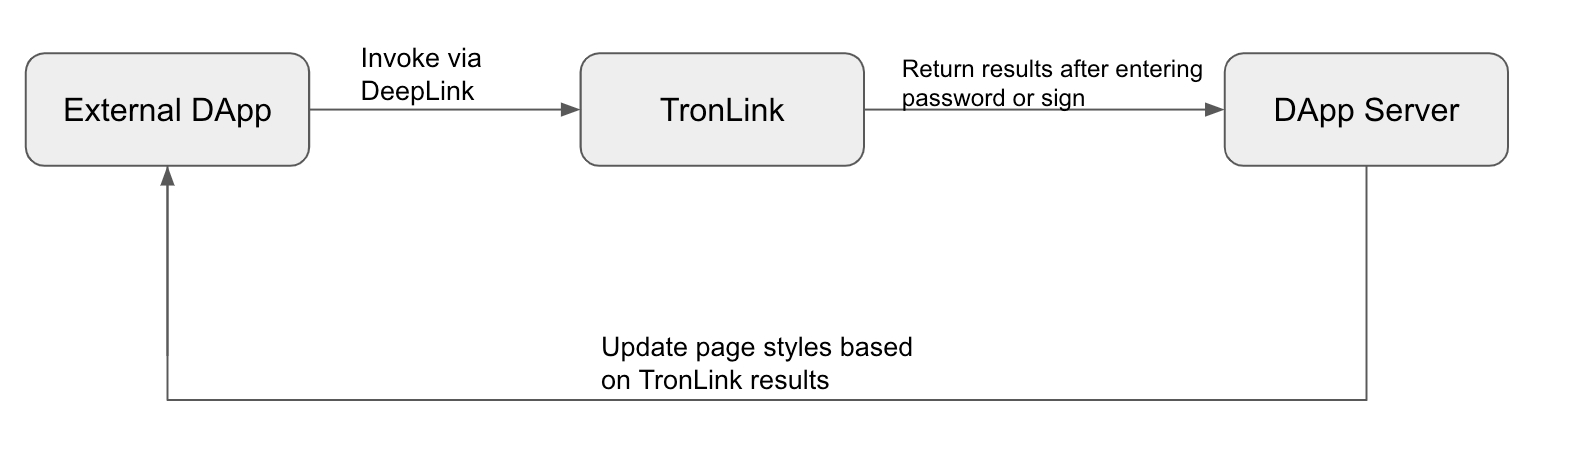 External DApp
Invoke via
DeepLink
TronLink
Return results after entering
password or sign
DApp Server
Update page styles based
on TronLink results